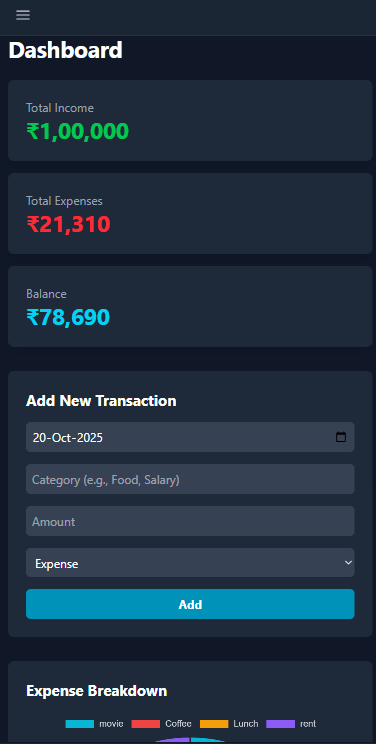 Dashboard
Total Income
₹1,00,000
Total Expenses
₹21,310
Balance
₹78,690
Add New Transaction
20-Oct-2025
Category (e.g., Food, Salary)
Amount
Expense
Add
Expense Breakdown
movie Coffee Lunch rent